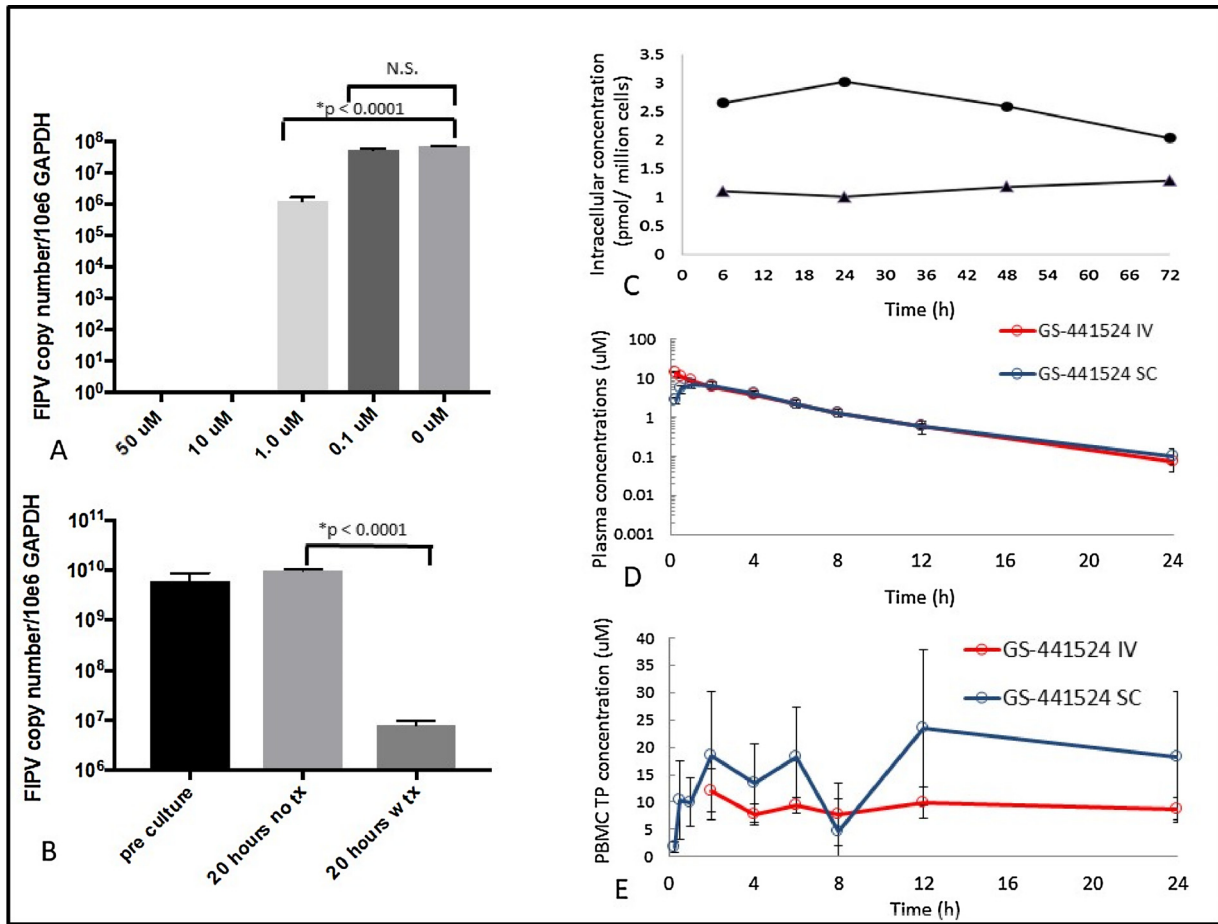 N.S.
*p < 0.0001
FIPV copy number/10e6 GAPDH
10^8
10^7
10^6
10^5
10^4
10^3
10^2
10^1
10^0
50 uM
10 uM
1.0 uM
0.1 uM
0 uM
A
*p < 0.0001
FIPV copy number/10e6 GAPDH
10^11
10^10
10^9
10^8
10^7
10^6
pre culture
20 hours no tx
20 hours w tx
B
Intracellular concentration
(pmol/ million cells)
3.5
3
2.5
2
1.5
1
0.5
0
0 6 12 18 24 30 36 42 48 54 60 66 72
Time (h)
C
GS-441524 IV
GS-441524 SC
Plasma concentrations (uM)
100
10
1
0.1
0.01
0.001
0 4 8 12 16 20 24
Time (h)
D
GS-441524 IV
GS-441524 SC
PBMC TP concentration (uM)
40
35
30
25
20
15
10
5
0
0 4 8 12 16 20 24
Time (h)
E